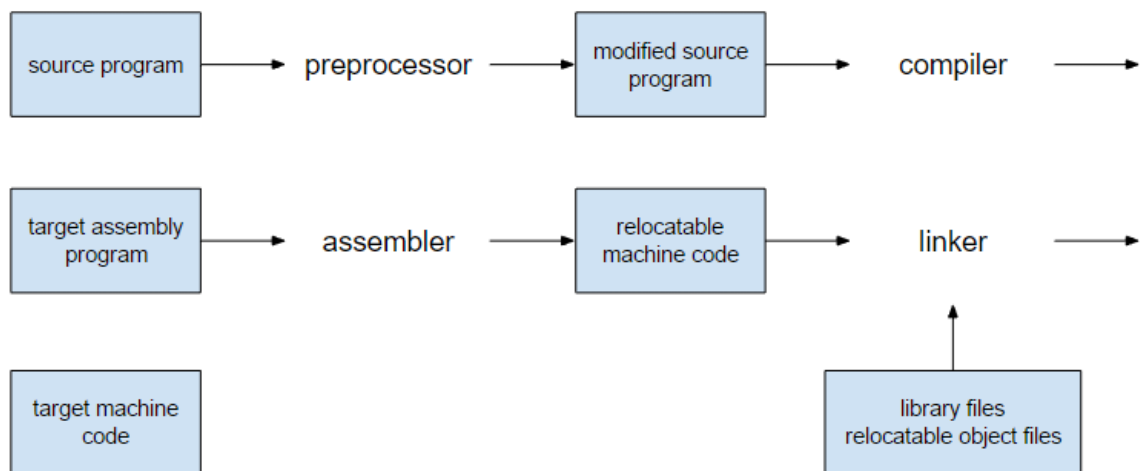 source program
preprocessor
modified source
program
compiler
target assembly
program
assembler
relocatable
machine code
linker
target machine
code
library files
relocatable object files